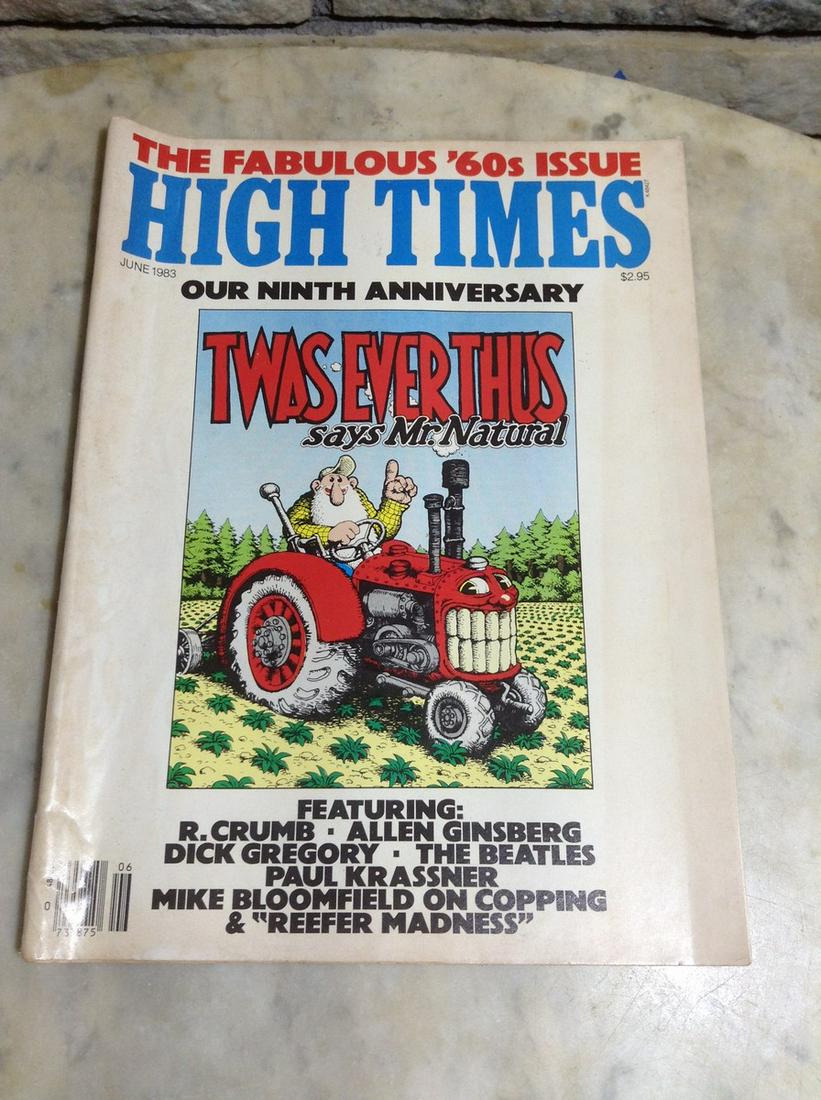 THE FABULOUS '60s ISSUE
HIGH TIMES
JUNE 1983
$2.95
OUR NINTH ANNIVERSARY
TWAS EVER THUS
says Mr. Natural
FEATURING:
R. CRUMB · ALLEN GINSBERG
DICK GREGORY · THE BEATLES
PAUL KRASSNER
MIKE BLOOMFIELD ON COPPING
& "REEFER MADNESS"
06
0